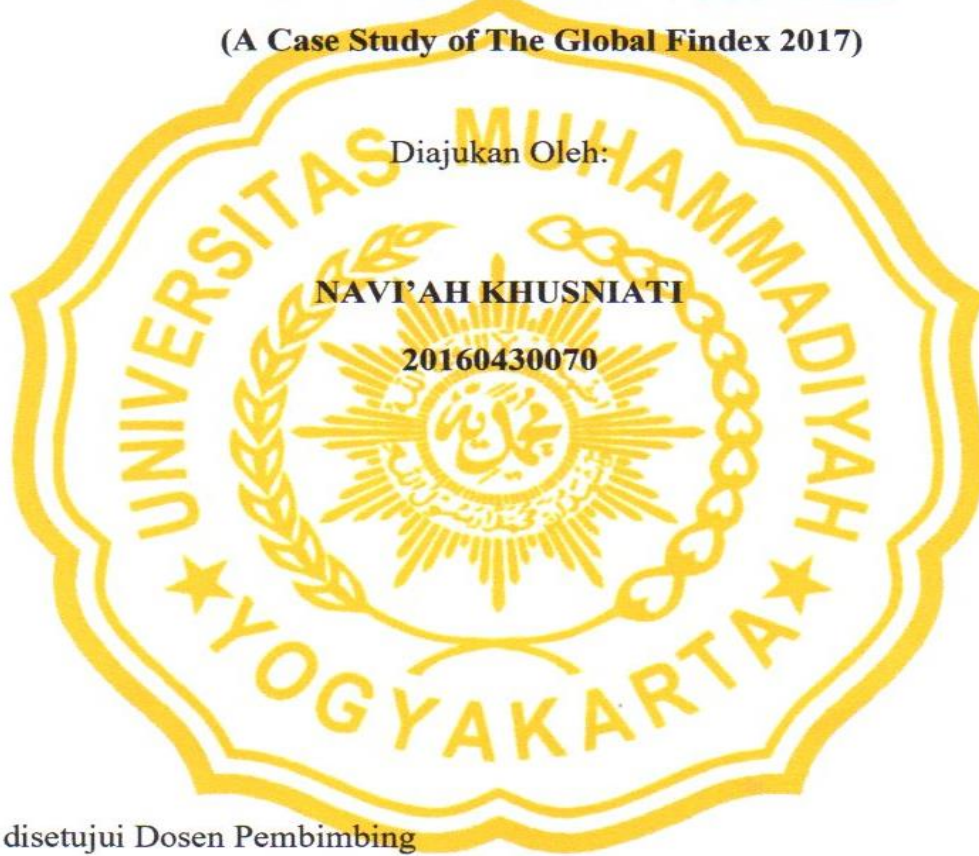 (A Case Study of The Global Findex 2017)
Diajukan Oleh:
NAVI'AH KHUSNIATI
20160430070
UNIVERSITAS MUHAMMADIYAH
★ YOGYAKARTA ★
disetujui Dosen Pembimbing